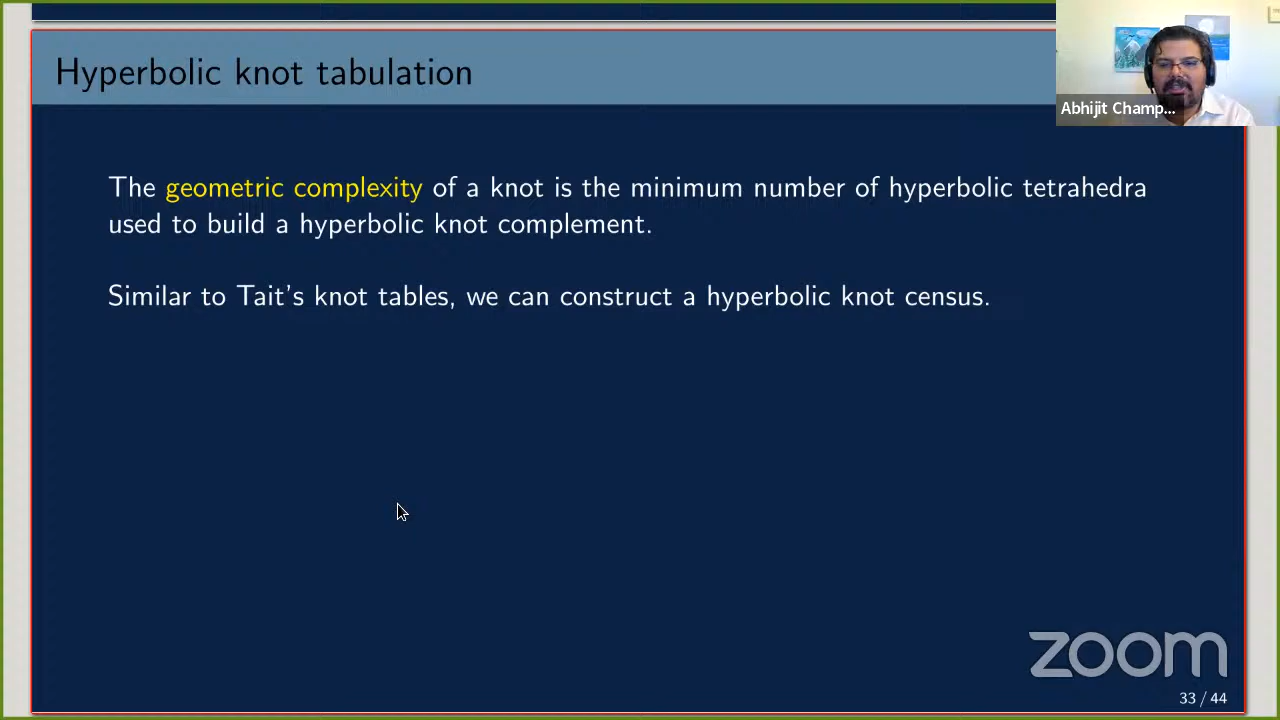 Hyperbolic knot tabulation
Abhijit Champ...
The geometric complexity of a knot is the minimum number of hyperbolic tetrahedra
used to build a hyperbolic knot complement.
Similar to Tait's knot tables, we can construct a hyperbolic knot census.
zoom
33 / 44